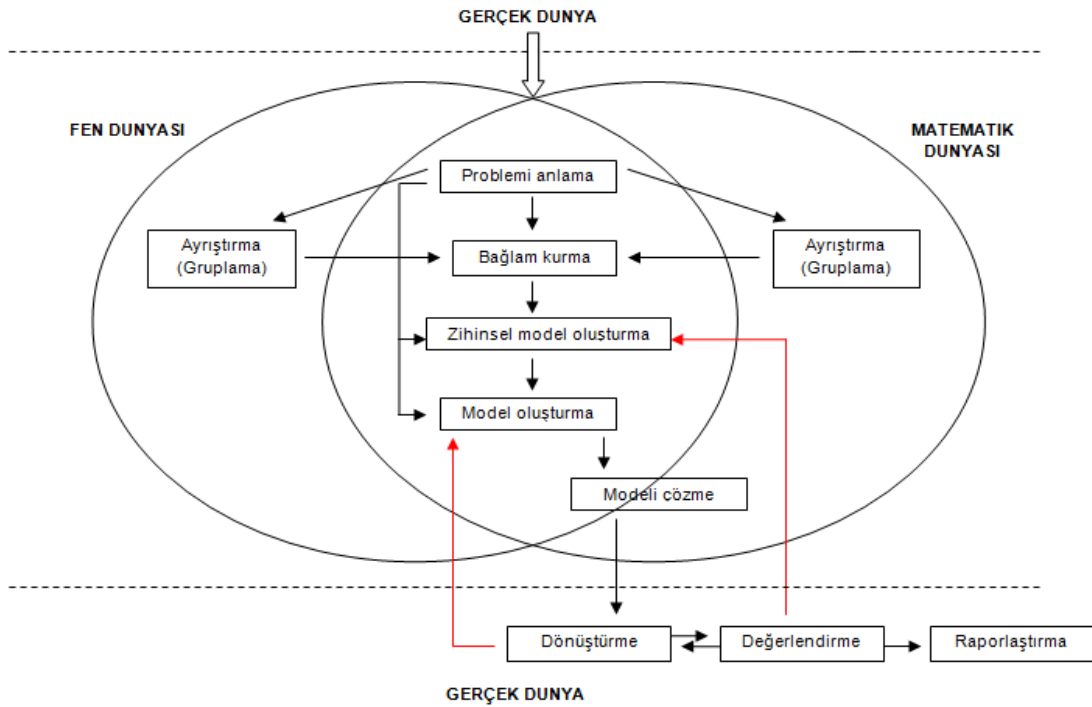 GERÇEK DUNYA
FEN DUNYASI
MATEMATIK
DUNYASI
Problemi anlama
Ayrıştırma
(Gruplama)
Bağlam kurma
Ayrıştırma
(Gruplama)
Zihinsel model oluşturma
Model oluşturma
Modeli cözme
Dönüştürme
Değerlendirme
Raporlaştırma
GERÇEK DUNYA